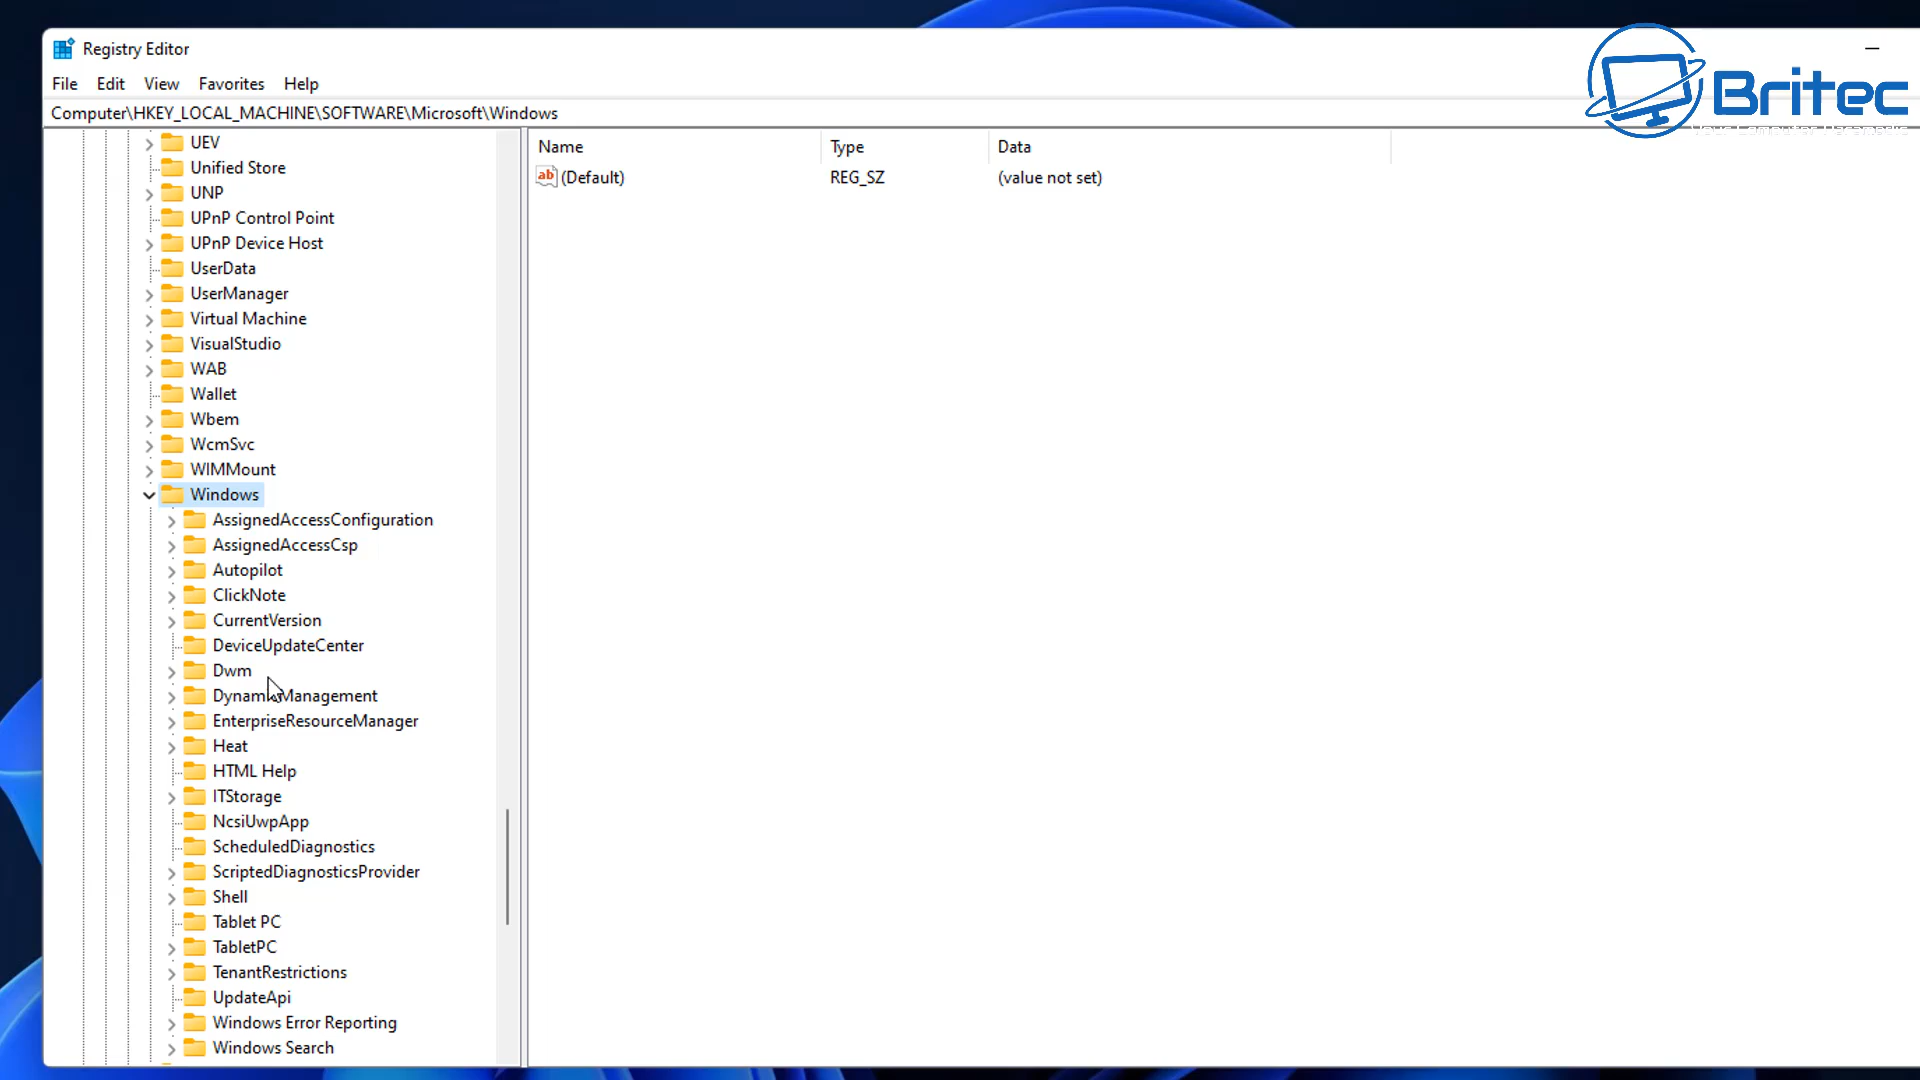 Registry Editor
File Edit View Favorites Help
Computer\HKEY_LOCAL_MACHINE\SOFTWARE\Microsoft\Windows
Britec
UEV
Unified Store
UNP
UPnP Control Point
UPnP Device Host
UserData
UserManager
Virtual Machine
VisualStudio
WAB
Wallet
Wbem
WcmSvc
WIMMount
Windows
AssignedAccessConfiguration
AssignedAccessCsp
Autopilot
ClickNote
CurrentVersion
DeviceUpdateCenter
Dwm
DynamicManagement
EnterpriseResourceManager
Heat
HTML Help
ITStorage
NcsiUwpApp
ScheduledDiagnostics
ScriptedDiagnosticsProvider
Shell
Tablet PC
TabletPC
TenantRestrictions
UpdateApi
Windows Error Reporting
Windows Search
Name Type Data
ab (Default) REG_SZ (value not set)